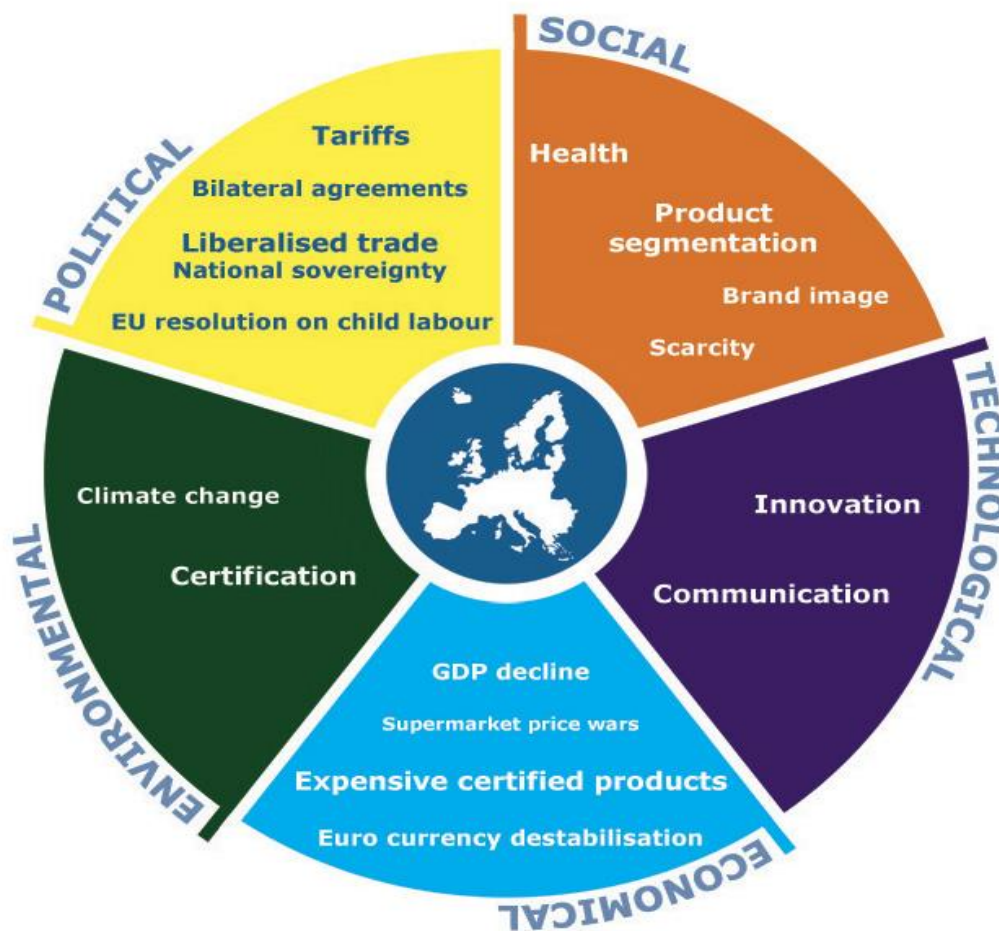 SOCIAL
Health
Product
segmentation
Brand image
Scarcity
TECHNOLOGICAL
Innovation
Communication
ECONOMICAL
GDP decline
Supermarket price wars
Expensive certified products
Euro currency destabilisation
ENVIRONMENTAL
Climate change
Certification
POLITICAL
Tariffs
Bilateral agreements
Liberalised trade
National sovereignty
EU resolution on child labour